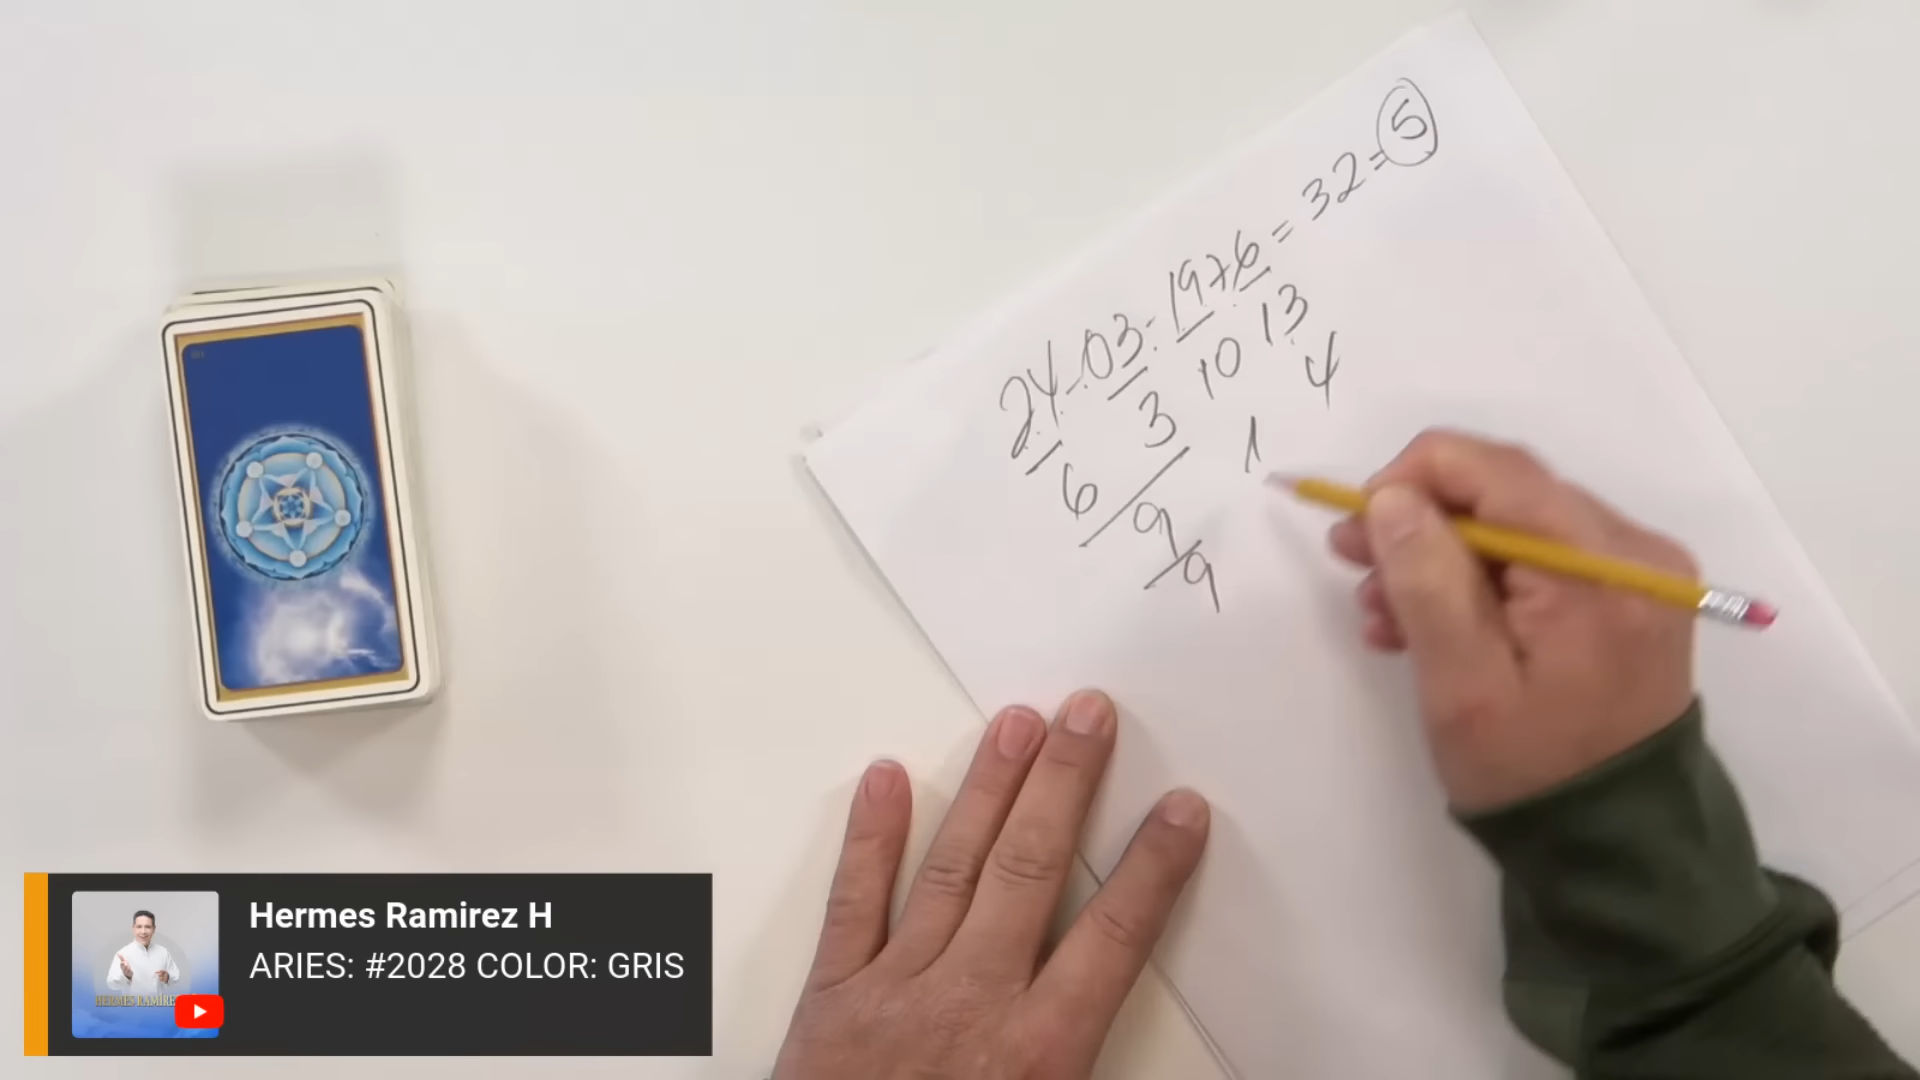 24-03-1976 = 32 = 5
6 3 10 13
9 1 4
9
Hermes Ramirez H
ARIES: #2028 COLOR: GRIS